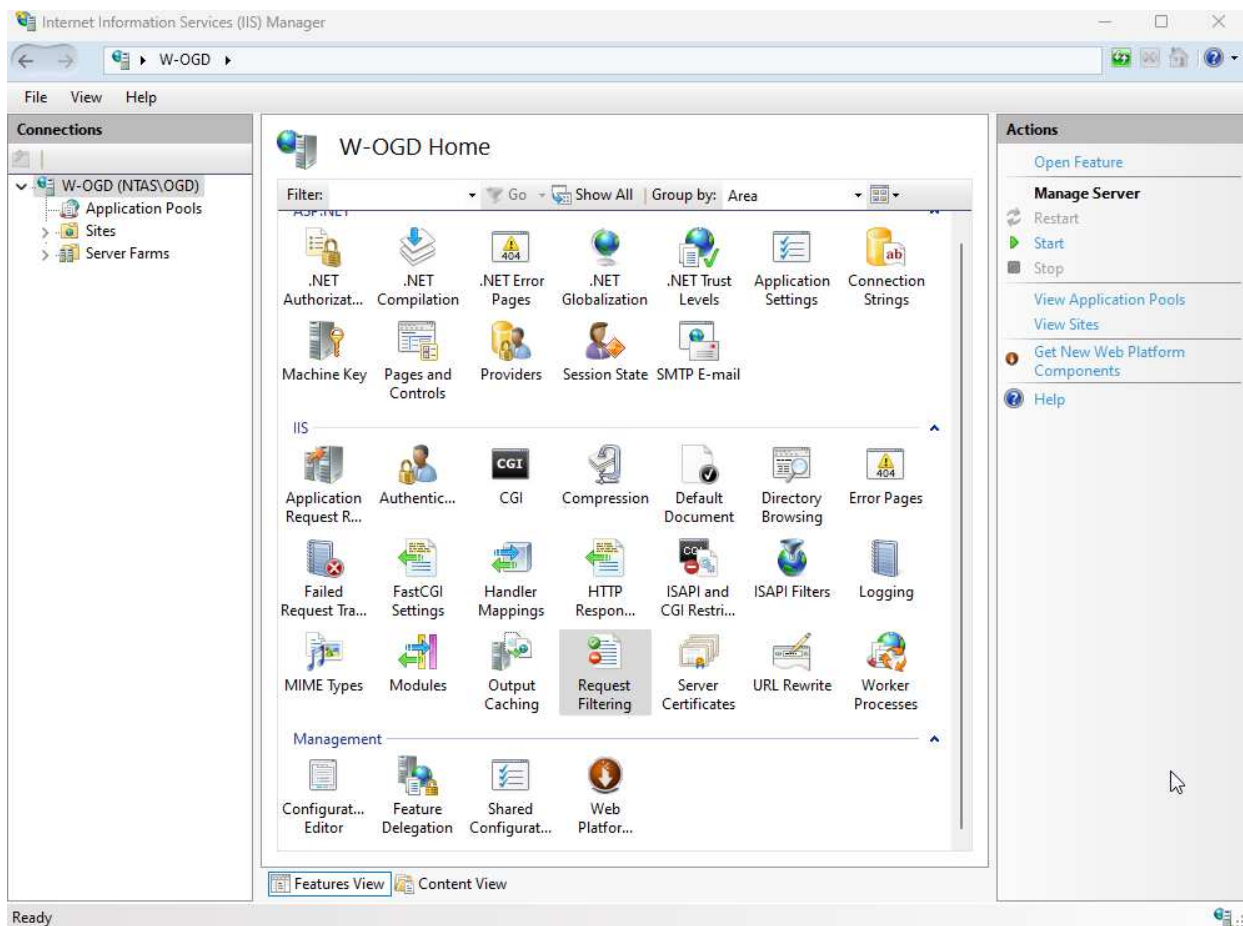 Internet Information Services (IIS) Manager
W-OGD
File View Help
Connections
W-OGD (NTAS\OGD)
Application Pools
Sites
Server Farms
W-OGD Home
Filter: Go Show All Group by: Area
ASP.NET
.NET Authorizat...
.NET Compilation
.NET Error Pages
.NET Globalization
.NET Trust Levels
Application Settings
Connection Strings
Machine Key
Pages and Controls
Providers
Session State
SMTP E-mail
IIS
Application Request R...
Authentic...
CGI
Compression
Default Document
Directory Browsing
Error Pages
Failed Request Tra...
FastCGI Settings
Handler Mappings
HTTP Respon...
ISAPI and CGI Restri...
ISAPI Filters
Logging
MIME Types
Modules
Output Caching
Request Filtering
Server Certificates
URL Rewrite
Worker Processes
Management
Configurat... Editor
Feature Delegation
Shared Configurat...
Web Platfor...
Features View
Content View
Actions
Open Feature
Manage Server
Restart
Start
Stop
View Application Pools
View Sites
Get New Web Platform
Components
Help
Ready